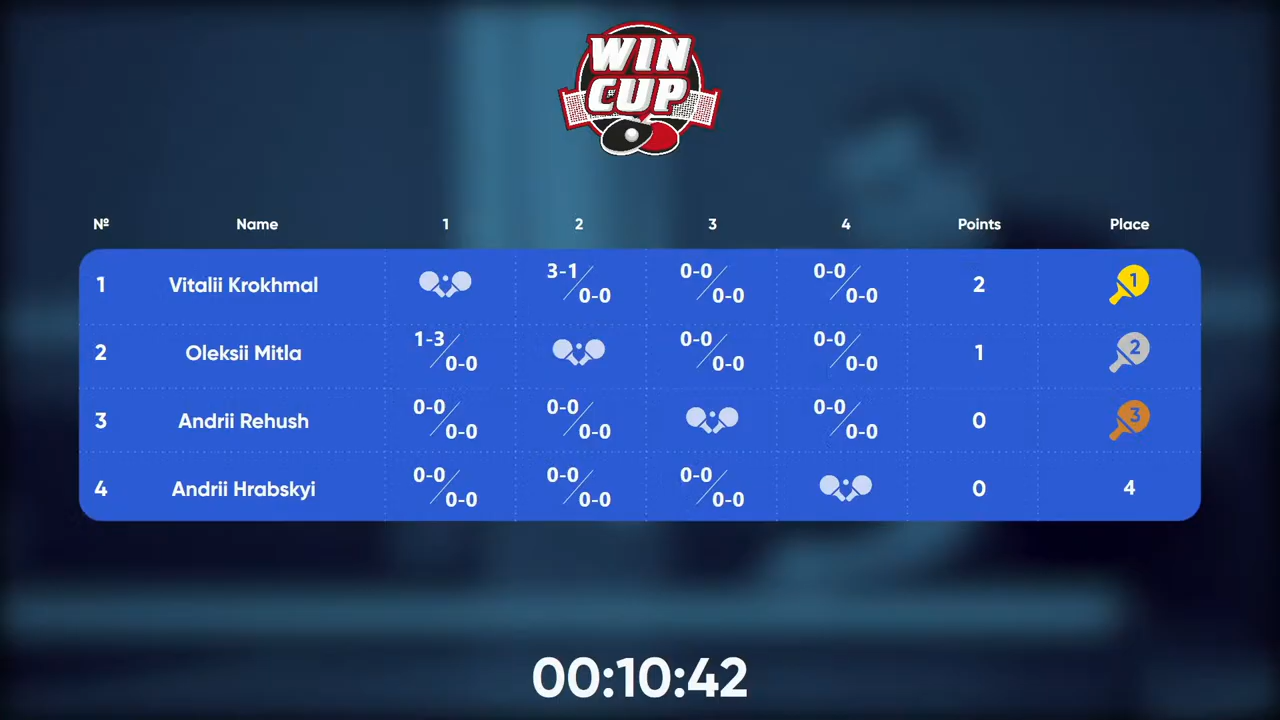 WIN
CUP
№ Name 1 2 3 4 Points Place
1 Vitalii Krokhmal 3-1/0-0 0-0/0-0 0-0/0-0 2 1
2 Oleksii Mitla 1-3/0-0 0-0/0-0 0-0/0-0 1 2
3 Andrii Rehush 0-0/0-0 0-0/0-0 0-0/0-0 0 3
4 Andrii Hrabskyi 0-0/0-0 0-0/0-0 0-0/0-0 0 4
00:10:42